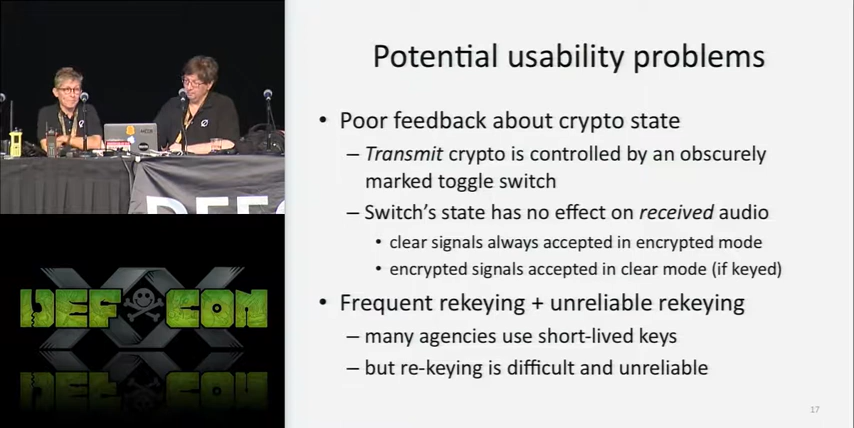 Potential usability problems
• Poor feedback about crypto state
– Transmit crypto is controlled by an obscurely
marked toggle switch
– Switch's state has no effect on received audio
• clear signals always accepted in encrypted mode
• encrypted signals accepted in clear mode (if keyed)
• Frequent rekeying + unreliable rekeying
– many agencies use short-lived keys
– but re-keying is difficult and unreliable
17
DEF CON
XX